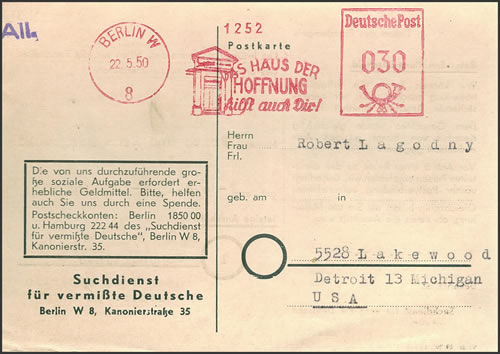 All
BERLIN W
22.5.50
8
1252
Postkarte
DAS HAUS DER
HOFFNUNG
hilft auch Dir!
Deutsche Post
030
Herrn
Frau
Frl.
Robert Lagodny
geb. am in
5528 Lakewood
Detroit 13 Michigan
USA
Die von uns durchzuführende gro-
ße soziale Aufgabe erfordert er-
hebliche Geldmittel. Bitte, helfen
auch Sie uns durch eine Spende.
Postscheckkonten: Berlin 1850 00
u. Hamburg 222 44 des „Suchdienst
für vermißte Deutsche", Berlin W 8,
Kanonierstr. 35.
Suchdienst
für vermißte Deutsche
Berlin W 8, Kanonierstraße 35